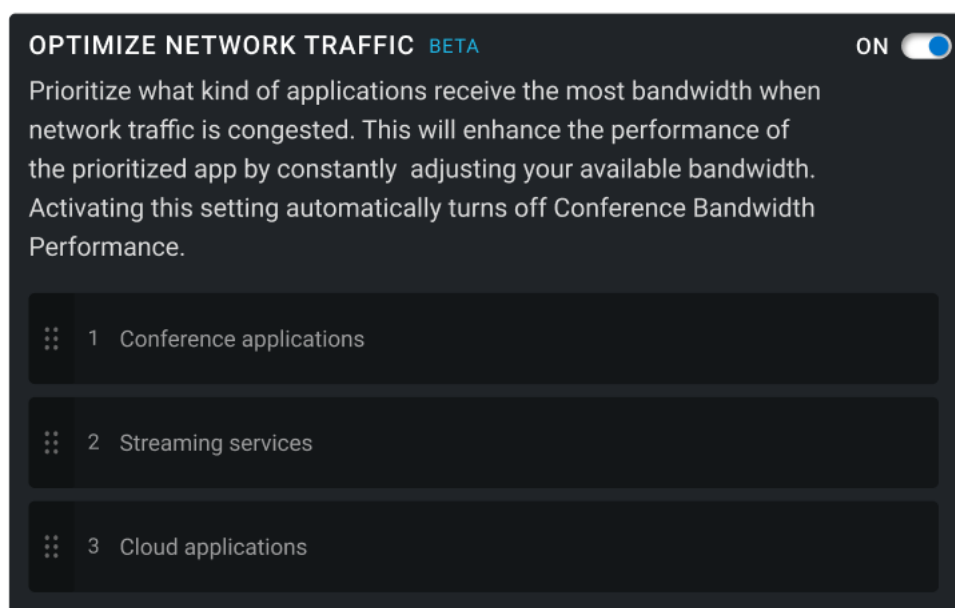 OPTIMIZE NETWORK TRAFFIC BETA ON
Prioritize what kind of applications receive the most bandwidth when
network traffic is congested. This will enhance the performance of
the prioritized app by constantly  adjusting your available bandwidth.
Activating this setting automatically turns off Conference Bandwidth
Performance.
1 Conference applications
2 Streaming services
3 Cloud applications